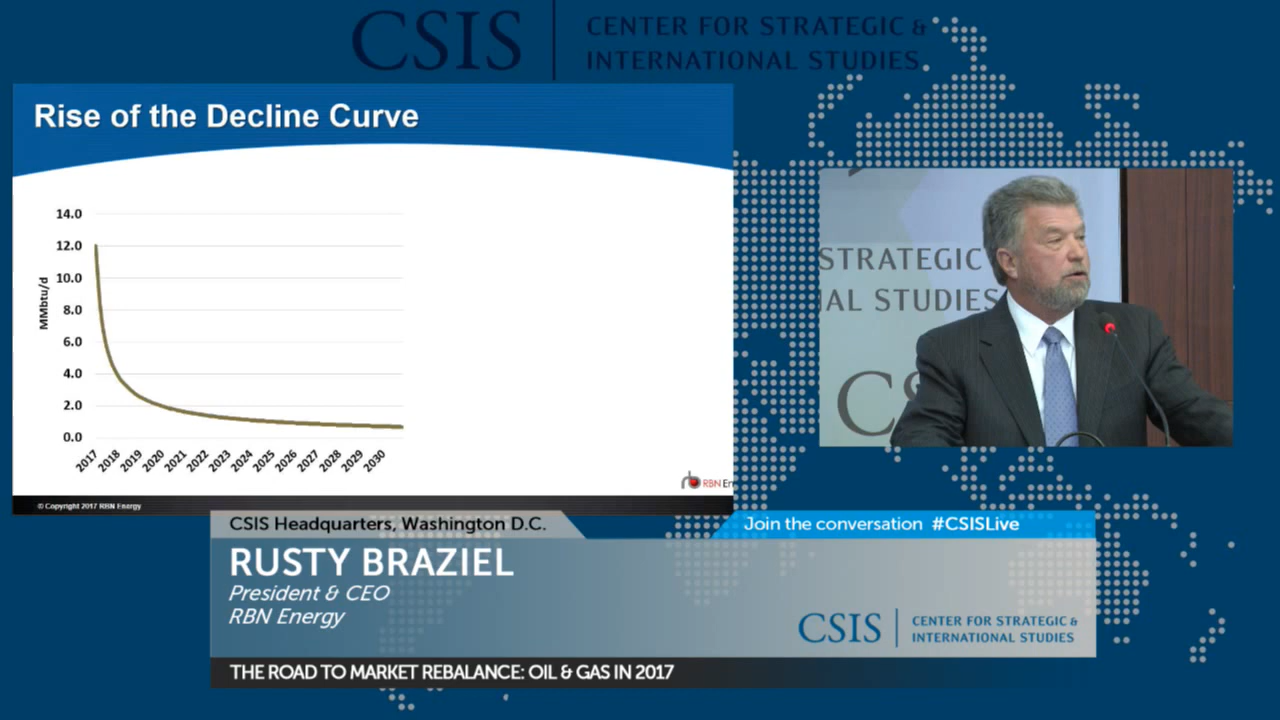 CSIS
CENTER FOR STRATEGIC &
INTERNATIONAL STUDIES
Rise of the Decline Curve
14.0
12.0
10.0
8.0
6.0
4.0
2.0
0.0
MMbtu/d
2017 2018 2019 2020 2021 2022 2023 2024 2025 2026 2027 2028 2029 2030
RBN En
© Copyright 2017 RBN Energy
STRATEGIC
AL STUDIES
CS
CSIS Headquarters, Washington D.C.
Join the conversation #CSISLive
RUSTY BRAZIEL
President & CEO
RBN Energy
CSIS
CENTER FOR STRATEGIC &
INTERNATIONAL STUDIES
THE ROAD TO MARKET REBALANCE: OIL & GAS IN 2017